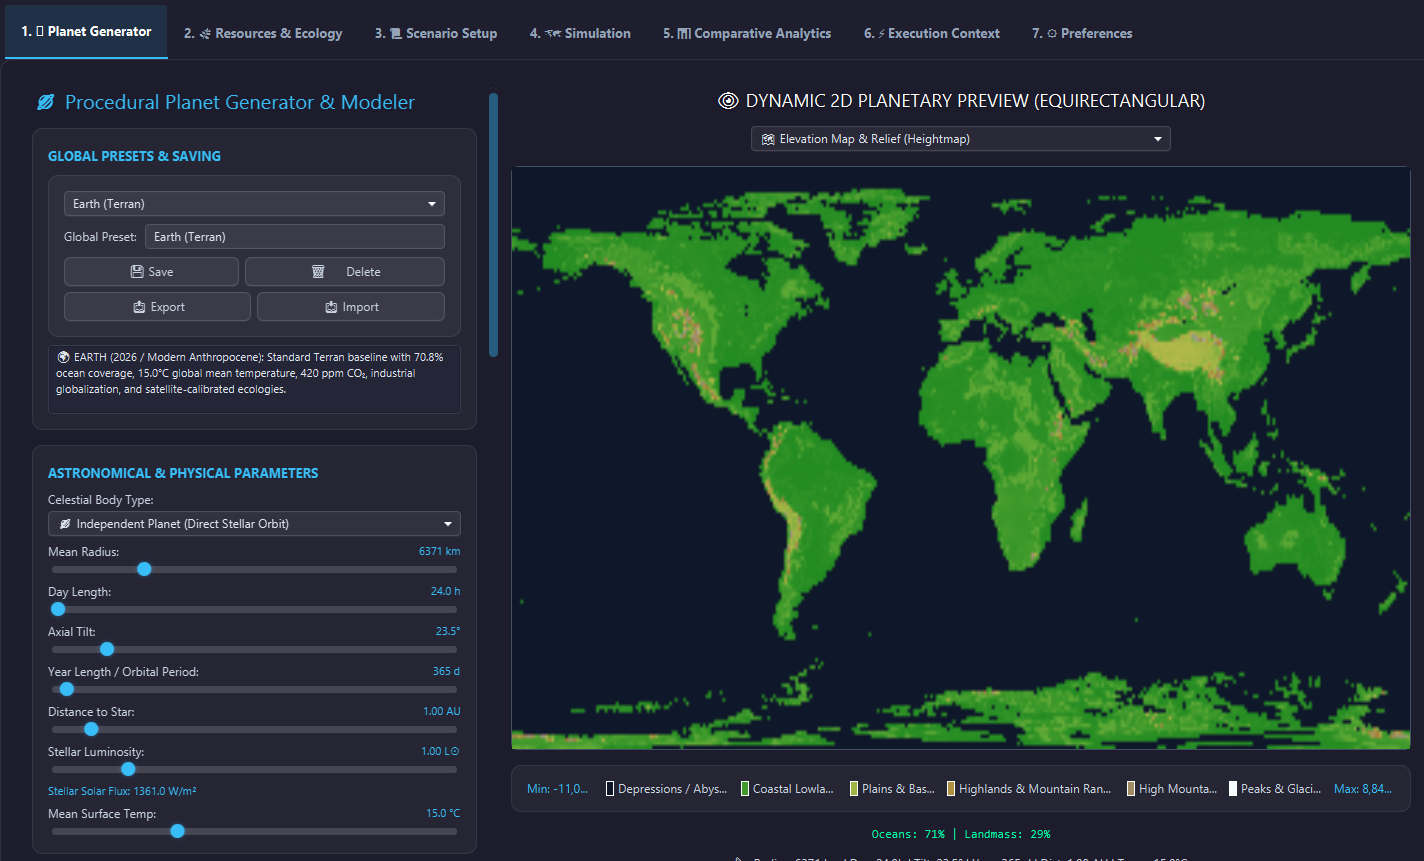 1. Planet Generator
2. Resources & Ecology
3. Scenario Setup
4. Simulation
5. Comparative Analytics
6. ⚡ Execution Context
7. Preferences
Procedural Planet Generator & Modeler
GLOBAL PRESETS & SAVING
Earth (Terran)
Global Preset: Earth (Terran)
Save
Delete
Export
Import
EARTH (2026 / Modern Anthropocene): Standard Terran baseline with 70.8%
ocean coverage, 15.0°C global mean temperature, 420 ppm CO₂, industrial
globalization, and satellite-calibrated ecologies.
ASTRONOMICAL & PHYSICAL PARAMETERS
Celestial Body Type:
Independent Planet (Direct Stellar Orbit)
Mean Radius: 6371 km
Day Length: 24.0 h
Axial Tilt: 23.5°
Year Length / Orbital Period: 365 d
Distance to Star: 1.00 AU
Stellar Luminosity: 1.00 L☉
Stellar Solar Flux: 1361.0 W/m²
Mean Surface Temp: 15.0 °C
DYNAMIC 2D PLANETARY PREVIEW (EQUIRECTANGULAR)
Elevation Map & Relief (Heightmap)
Min: -11,0...
Depressions / Abys...
Coastal Lowla...
Plains & Bas...
Highlands & Mountain Ran...
High Mounta...
Peaks & Glaci...
Max: 8,84...
Oceans: 71% | Landmass: 29%